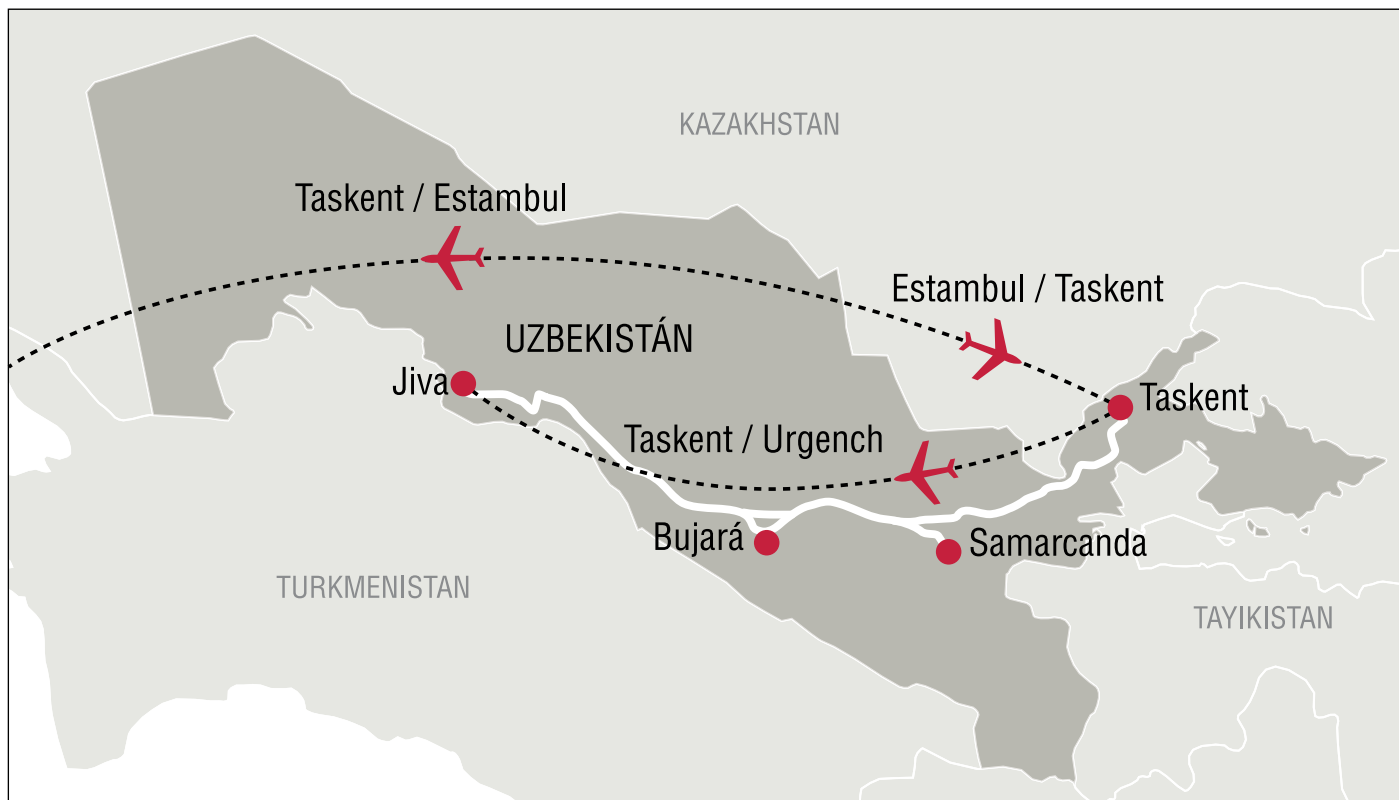 KAZAKHSTAN
Taskent / Estambul
Estambul / Taskent
UZBEKISTÁN
Jiva
Taskent
Taskent / Urgench
Bujará
Samarcanda
TURKMENISTAN
TAYIKISTAN